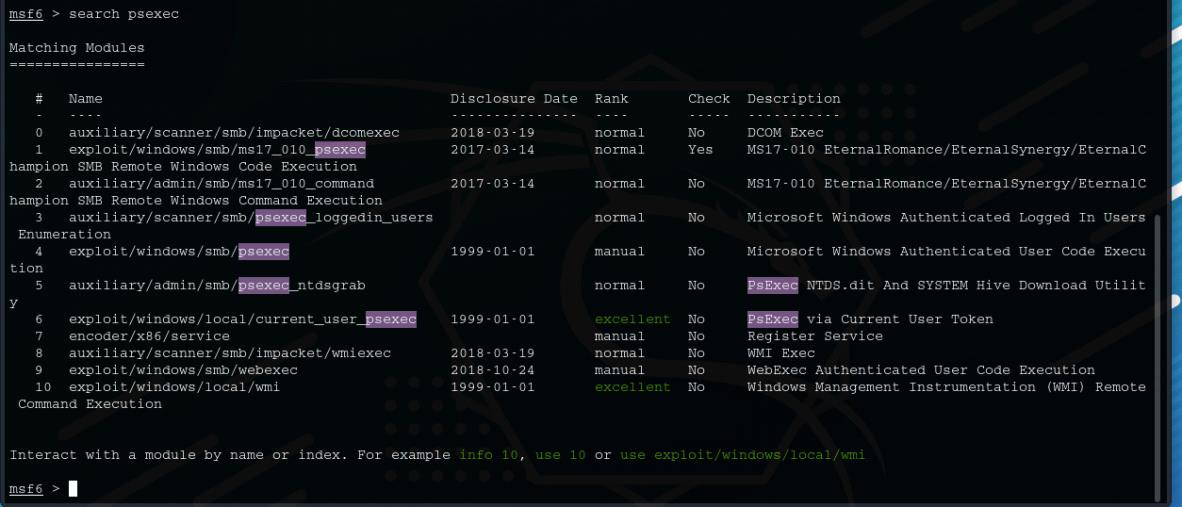 msf6 > search psexec
Matching Modules
================
#   Name                                         Disclosure Date  Rank       Check  Description
-   ----                                         ---------------  ----       -----  -----------
0   auxiliary/scanner/smb/impacket/dcomexec      2018-03-19       normal     No     DCOM Exec
1   exploit/windows/smb/ms17_010_psexec          2017-03-14       normal     Yes    MS17-010 EternalRomance/EternalSynergy/EternalC
hampion SMB Remote Windows Code Execution
2   auxiliary/admin/smb/ms17_010_command         2017-03-14       normal     No     MS17-010 EternalRomance/EternalSynergy/EternalC
hampion SMB Remote Windows Command Execution
3   auxiliary/scanner/smb/psexec_loggedin_users                   normal     No     Microsoft Windows Authenticated Logged In Users
Enumeration
4   exploit/windows/smb/psexec                   1999-01-01       manual     No     Microsoft Windows Authenticated User Code Execu
tion
5   auxiliary/admin/smb/psexec_ntdsgrab                           normal     No     PsExec NTDS.dit And SYSTEM Hive Download Utilit
y
6   exploit/windows/local/current_user_psexec    1999-01-01       excellent  No     PsExec via Current User Token
7   encoder/x86/service                                           manual     No     Register Service
8   auxiliary/scanner/smb/impacket/wmiexec       2018-03-19       normal     No     WMI Exec
9   exploit/windows/smb/webexec                  2018-10-24       manual     No     WebExec Authenticated User Code Execution
10  exploit/windows/local/wmi                    1999-01-01       excellent  No     Windows Management Instrumentation (WMI) Remote
Command Execution
Interact with a module by name or index. For example info 10, use 10 or use exploit/windows/local/wmi
msf6 >